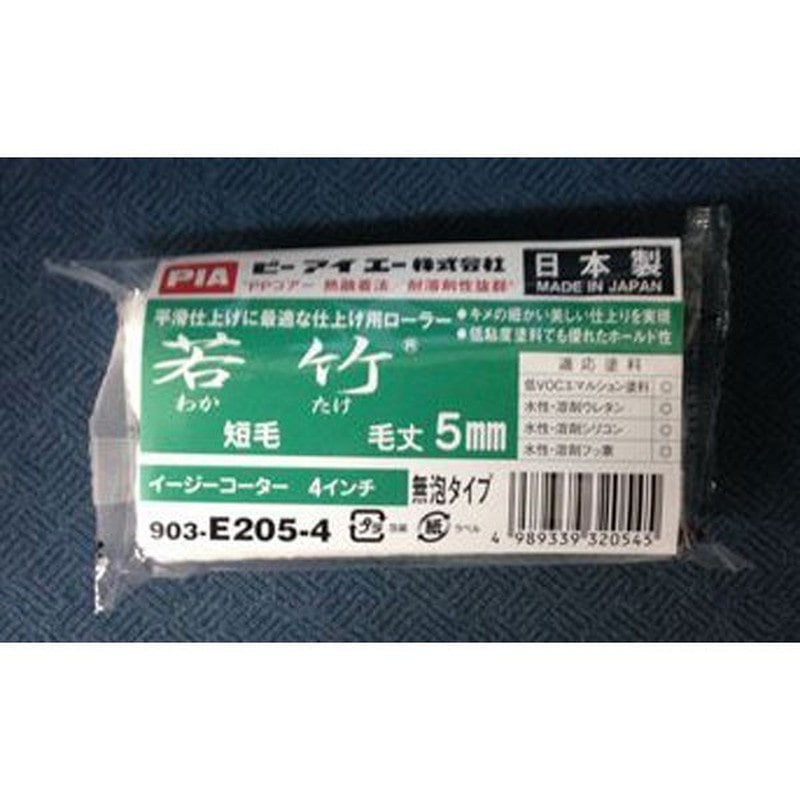 PIA ピーアイエー株式会社
"PPコアー 熱融着法/耐溶剤性抜群"
日本製
MADE IN JAPAN
平滑仕上げに最適な仕上げ用ローラー
●キメの細かい美しい仕上りを実現
●低粘度塗料でも優れたホールド性
若竹®
わか たけ
短毛 毛丈 5mm
適応塗料
低VOCエマルション塗料 ○
水性・溶剤ウレタン ○
水性・溶剤シリコン ○
水性・溶剤フッ素 ○
イージーコーター 4インチ 無泡タイプ
903-E205-4 プラ 包装 紙 ラベル
4 989339 320545